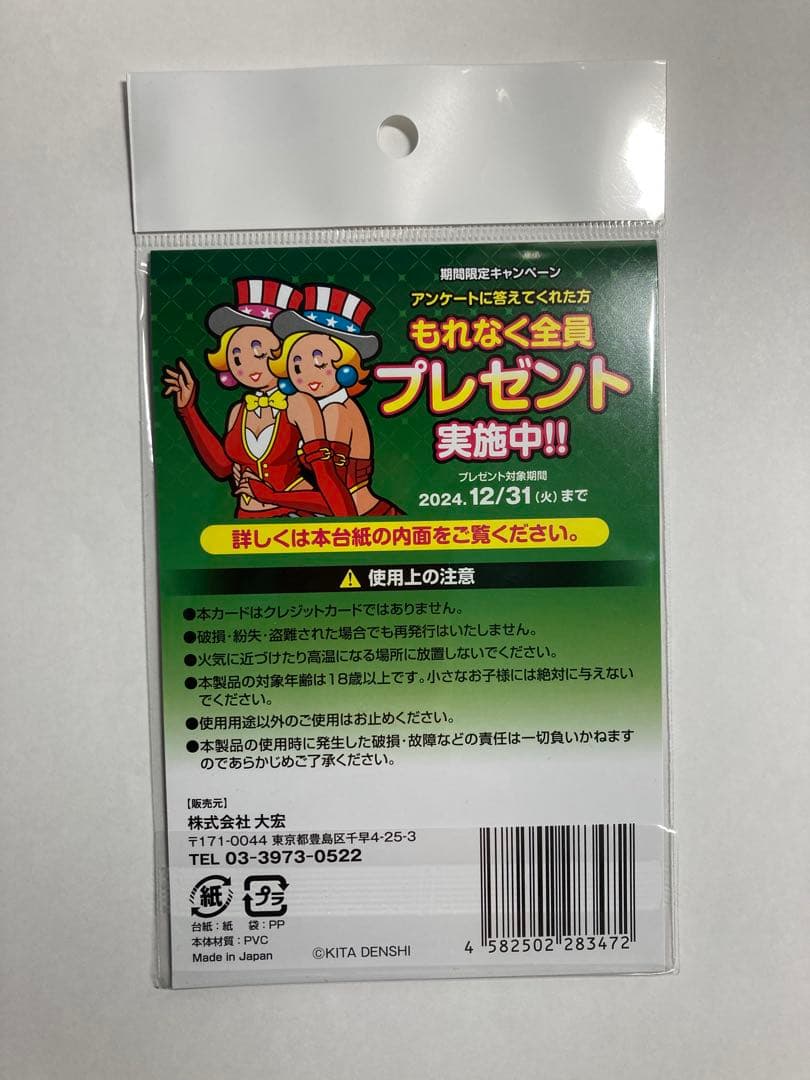 期間限定キャンペーン
アンケートに答えてくれた方
もれなく全員
プレゼント
実施中!!
プレゼント対象期間
2024.12/31(火)まで
詳しくは本台紙の内面をご覧ください。
使用上の注意
●本カードはクレジットカードではありません。
●破損・紛失・盗難された場合でも再発行はいたしません。
●火気に近づけたり高温になる場所に放置しないでください。
●本製品の対象年齢は18歳以上です。小さなお子様には絶対に与えない
でください。
●使用用途以外のご使用はお止めください。
●本製品の使用時に発生した破損・故障などの責任は一切負いかねます
のであらかじめご了承ください。
【販売元】
株式会社 大宏
〒171-0044 東京都豊島区千早4-25-3
TEL 03-3973-0522
紙 プラ
台紙:紙 袋:PP
本体材質:PVC
Made in Japan
©KITA DENSHI
4 582502 283472